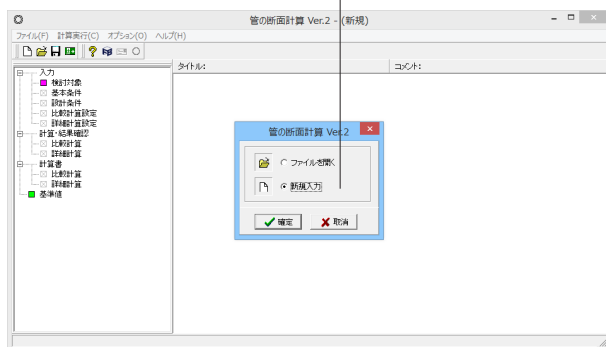 管の断面計算 Ver.2 - (新規)
ファイル(F) 計算実行(C) オプション(O) ヘルプ(H)
タイトル: コメント:
入力
検討対象
基本条件
設計条件
比較計算設定
詳細計算設定
計算・結果確認
比較計算
詳細計算
計算書
比較計算
詳細計算
基準値
管の断面計算 Ver.2
ファイルを開く
新規入力
確定 取消